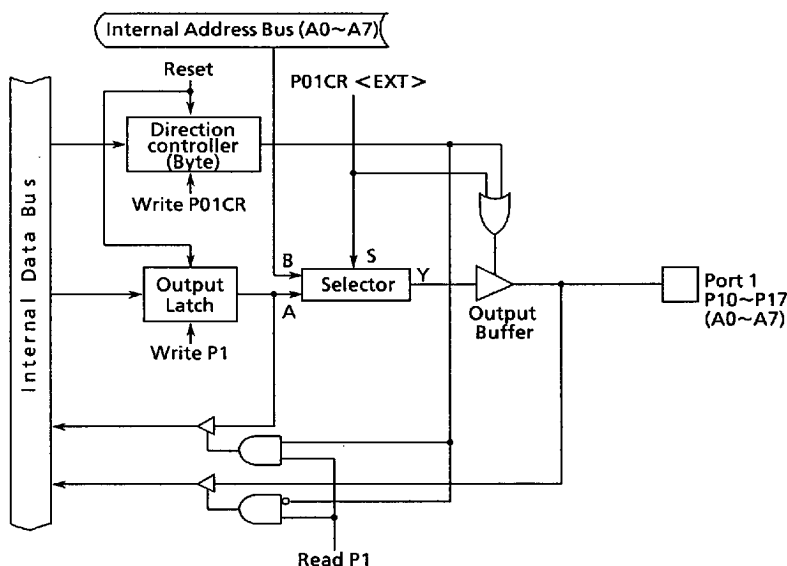 Internal Address Bus (A0~A7)
Reset
P01CR <EXT>
Direction
controller
(Byte)
Write P01CR
Internal Data Bus
B
S
Y
Output
Latch
A
Selector
Output
Buffer
Port 1
P10~P17
(A0~A7)
Write P1
Read P1